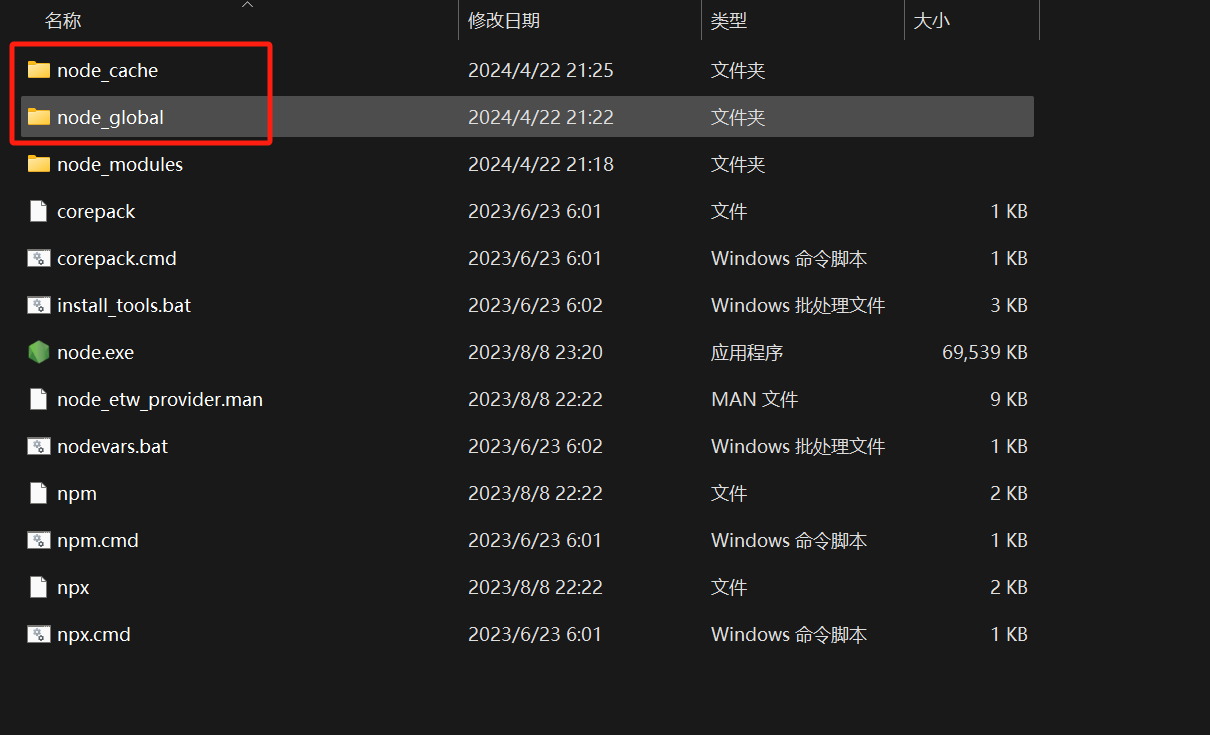 名称 修改日期 类型 大小
node_cache 2024/4/22 21:25 文件夹
node_global 2024/4/22 21:22 文件夹
node_modules 2024/4/22 21:18 文件夹
corepack 2023/6/23 6:01 文件 1 KB
corepack.cmd 2023/6/23 6:01 Windows 命令脚本 1 KB
install_tools.bat 2023/6/23 6:02 Windows 批处理文件 3 KB
node.exe 2023/8/8 23:20 应用程序 69,539 KB
node_etw_provider.man 2023/8/8 22:22 MAN 文件 9 KB
nodevars.bat 2023/6/23 6:02 Windows 批处理文件 1 KB
npm 2023/8/8 22:22 文件 2 KB
npm.cmd 2023/6/23 6:01 Windows 命令脚本 1 KB
npx 2023/8/8 22:22 文件 2 KB
npx.cmd 2023/6/23 6:01 Windows 命令脚本 1 KB